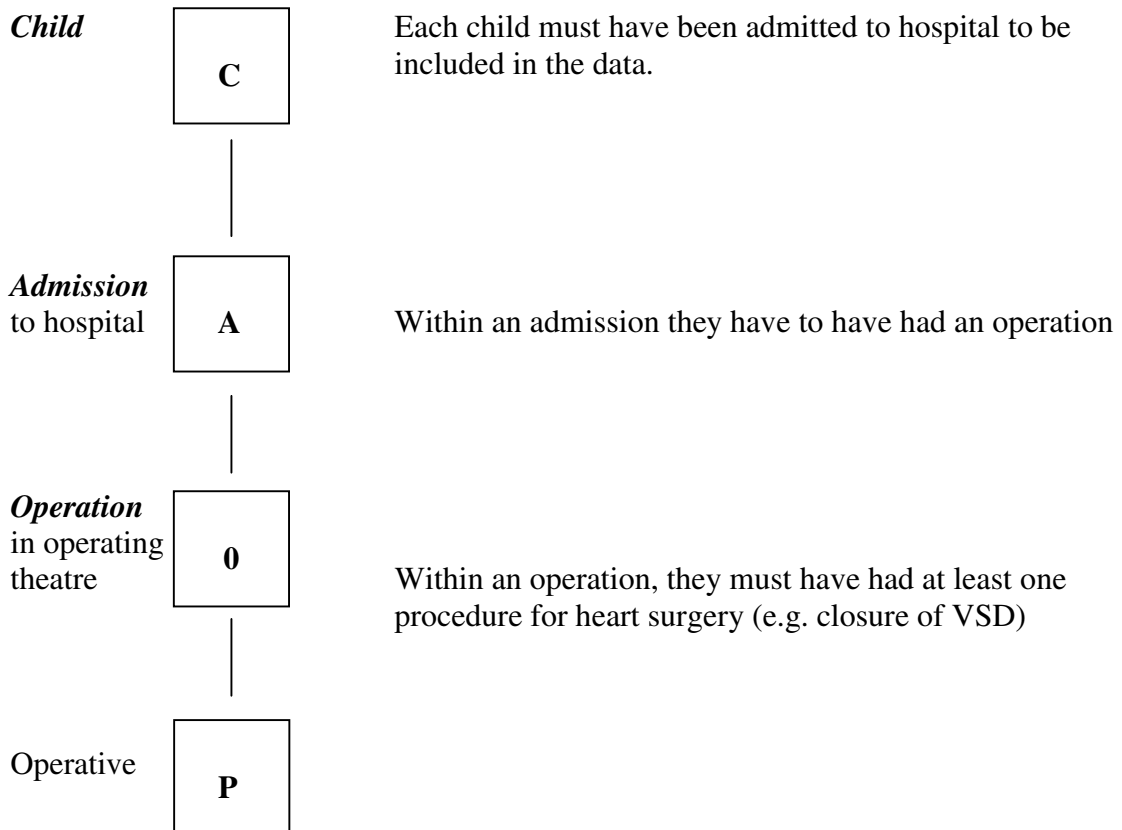 Child
C
Each child must have been admitted to hospital to be
included in the data.
Admission
to hospital
A
Within an admission they have to have had an operation
Operation
in operating
theatre
0
Within an operation, they must have had at least one
procedure for heart surgery (e.g. closure of VSD)
Operative
P